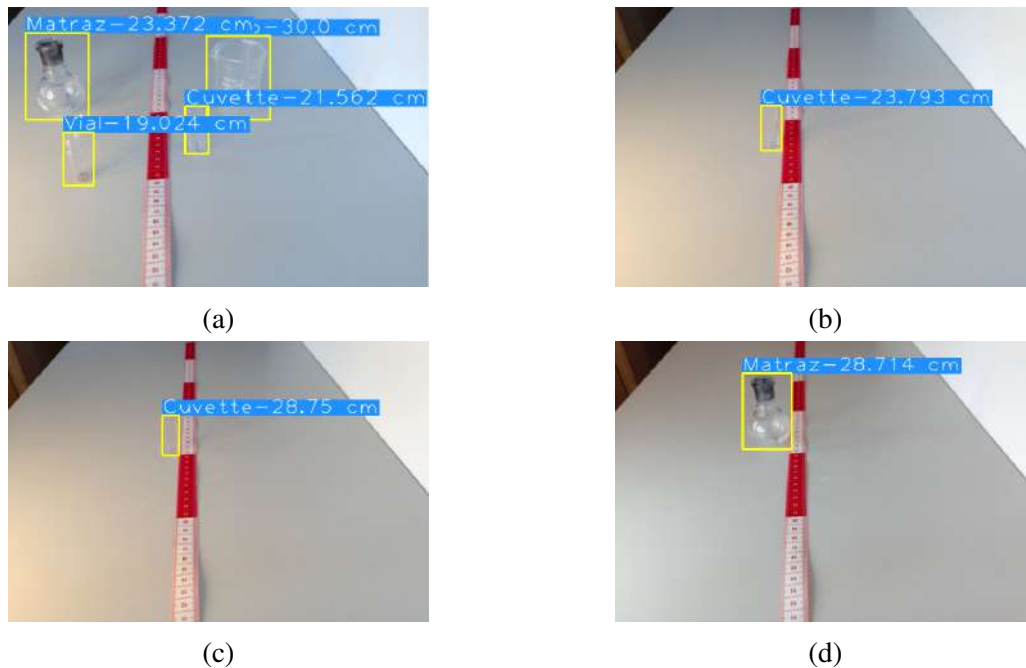 Matraz-23.372 cm
-30.0 cm
Cuvette-21.562 cm
Vial-19.024 cm
Cuvette-23.793 cm
(a)
(b)
Cuvette-28.75 cm
Matraz-28.714 cm
(c)
(d)